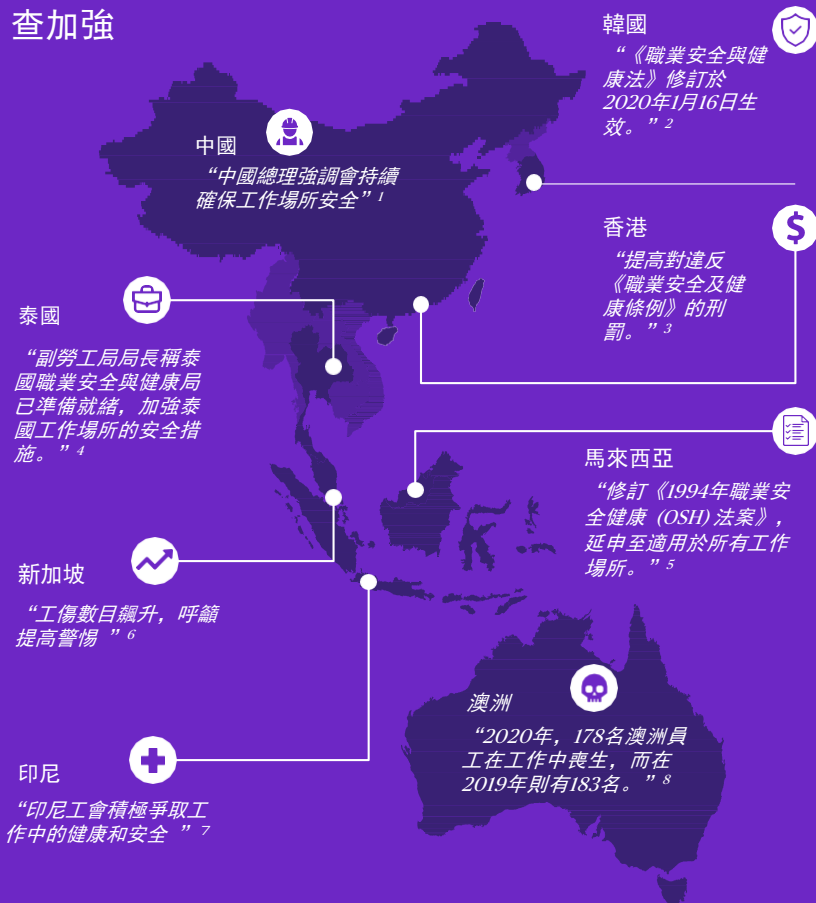 查加強
韓國
“《職業安全與健
康法》修訂於
2020年1月16日生
效。”2
中國
“中國總理強調會持續
確保工作場所安全”1
香港
“提高對違反
《職業安全及健
康條例》的刑
罰。”3
泰國
“副勞工局局長稱泰
國職業安全與健康局
已準備就緒，加強泰
國工作場所的安全措
施。”4
馬來西亞
“修訂《1994年職業安
全健康 (OSH) 法案》，
延申至適用於所有工作
場所。”5
新加坡
“工傷數目飆升，呼籲
提高警惕 ”6
澳洲
“2020年，178名澳洲員
工在工作中喪生，而在
2019年則有183名。”8
印尼
“印尼工會積極爭取工
作中的健康和安全 ”7